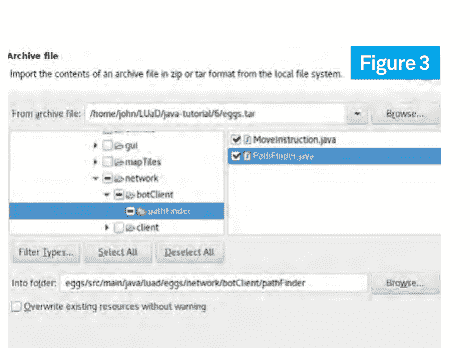 Archive file
Figure 3
Import the contents of an archive file in zip or tar format from the local file system.
From archive file: /home/john/LUaD/java-tutorial/6/eggs.tar Browse...
gui
mapTiles
network
botClient
pathFinder
client
MoveInstruction.java
PathFinder.java
Filter Types... Select All Deselect All
Into folder: eggs/src/main/java/luad/eggs/network/botClient/pathFinder Browse...
Overwrite existing resources without warning